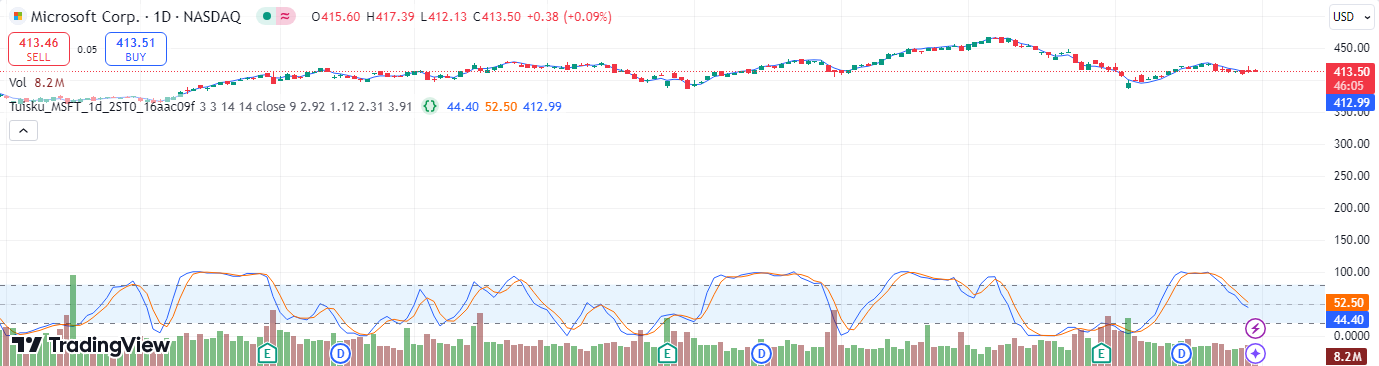 Microsoft Corp. · 1D · NASDAQ ≈ O415.60 H417.39 L412.13 C413.50 +0.38 (+0.09%)
USD
413.46 SELL 0.05 413.51 BUY
Vol 8.2M
Tuisku_MSFT_1d_2ST0_16aac09f 3 3 14 14 close 9 2.92 1.12 2.31 3.91 {} 44.40 52.50 412.99
450.00
413.50
46:05
412.99
350.00
300.00
250.00
200.00
150.00
100.00
52.50
44.40
0.0000
8.2M
TradingView
E D E D E D